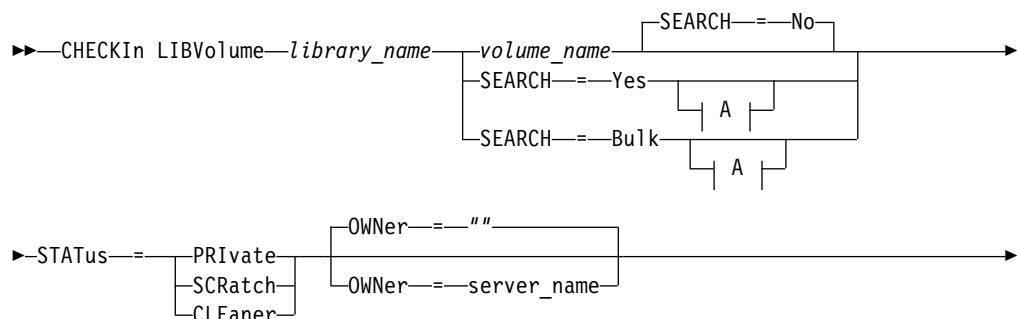 SEARCH = No
CHECKIn LIBVolume library_name volume_name
SEARCH = Yes
A
SEARCH = Bulk
A
OWNer = ""
STATus = PRIvate
SCRatch OWNer = server_name
CLEaner